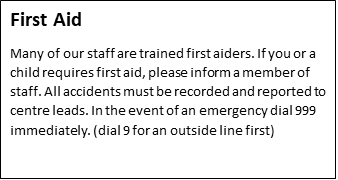 First Aid
Many of our staff are trained first aiders. If you or a
child requires first aid, please inform a member of
staff. All accidents must be recorded and reported to
centre leads. In the event of an emergency dial 999
immediately. (dial 9 for an outside line first)